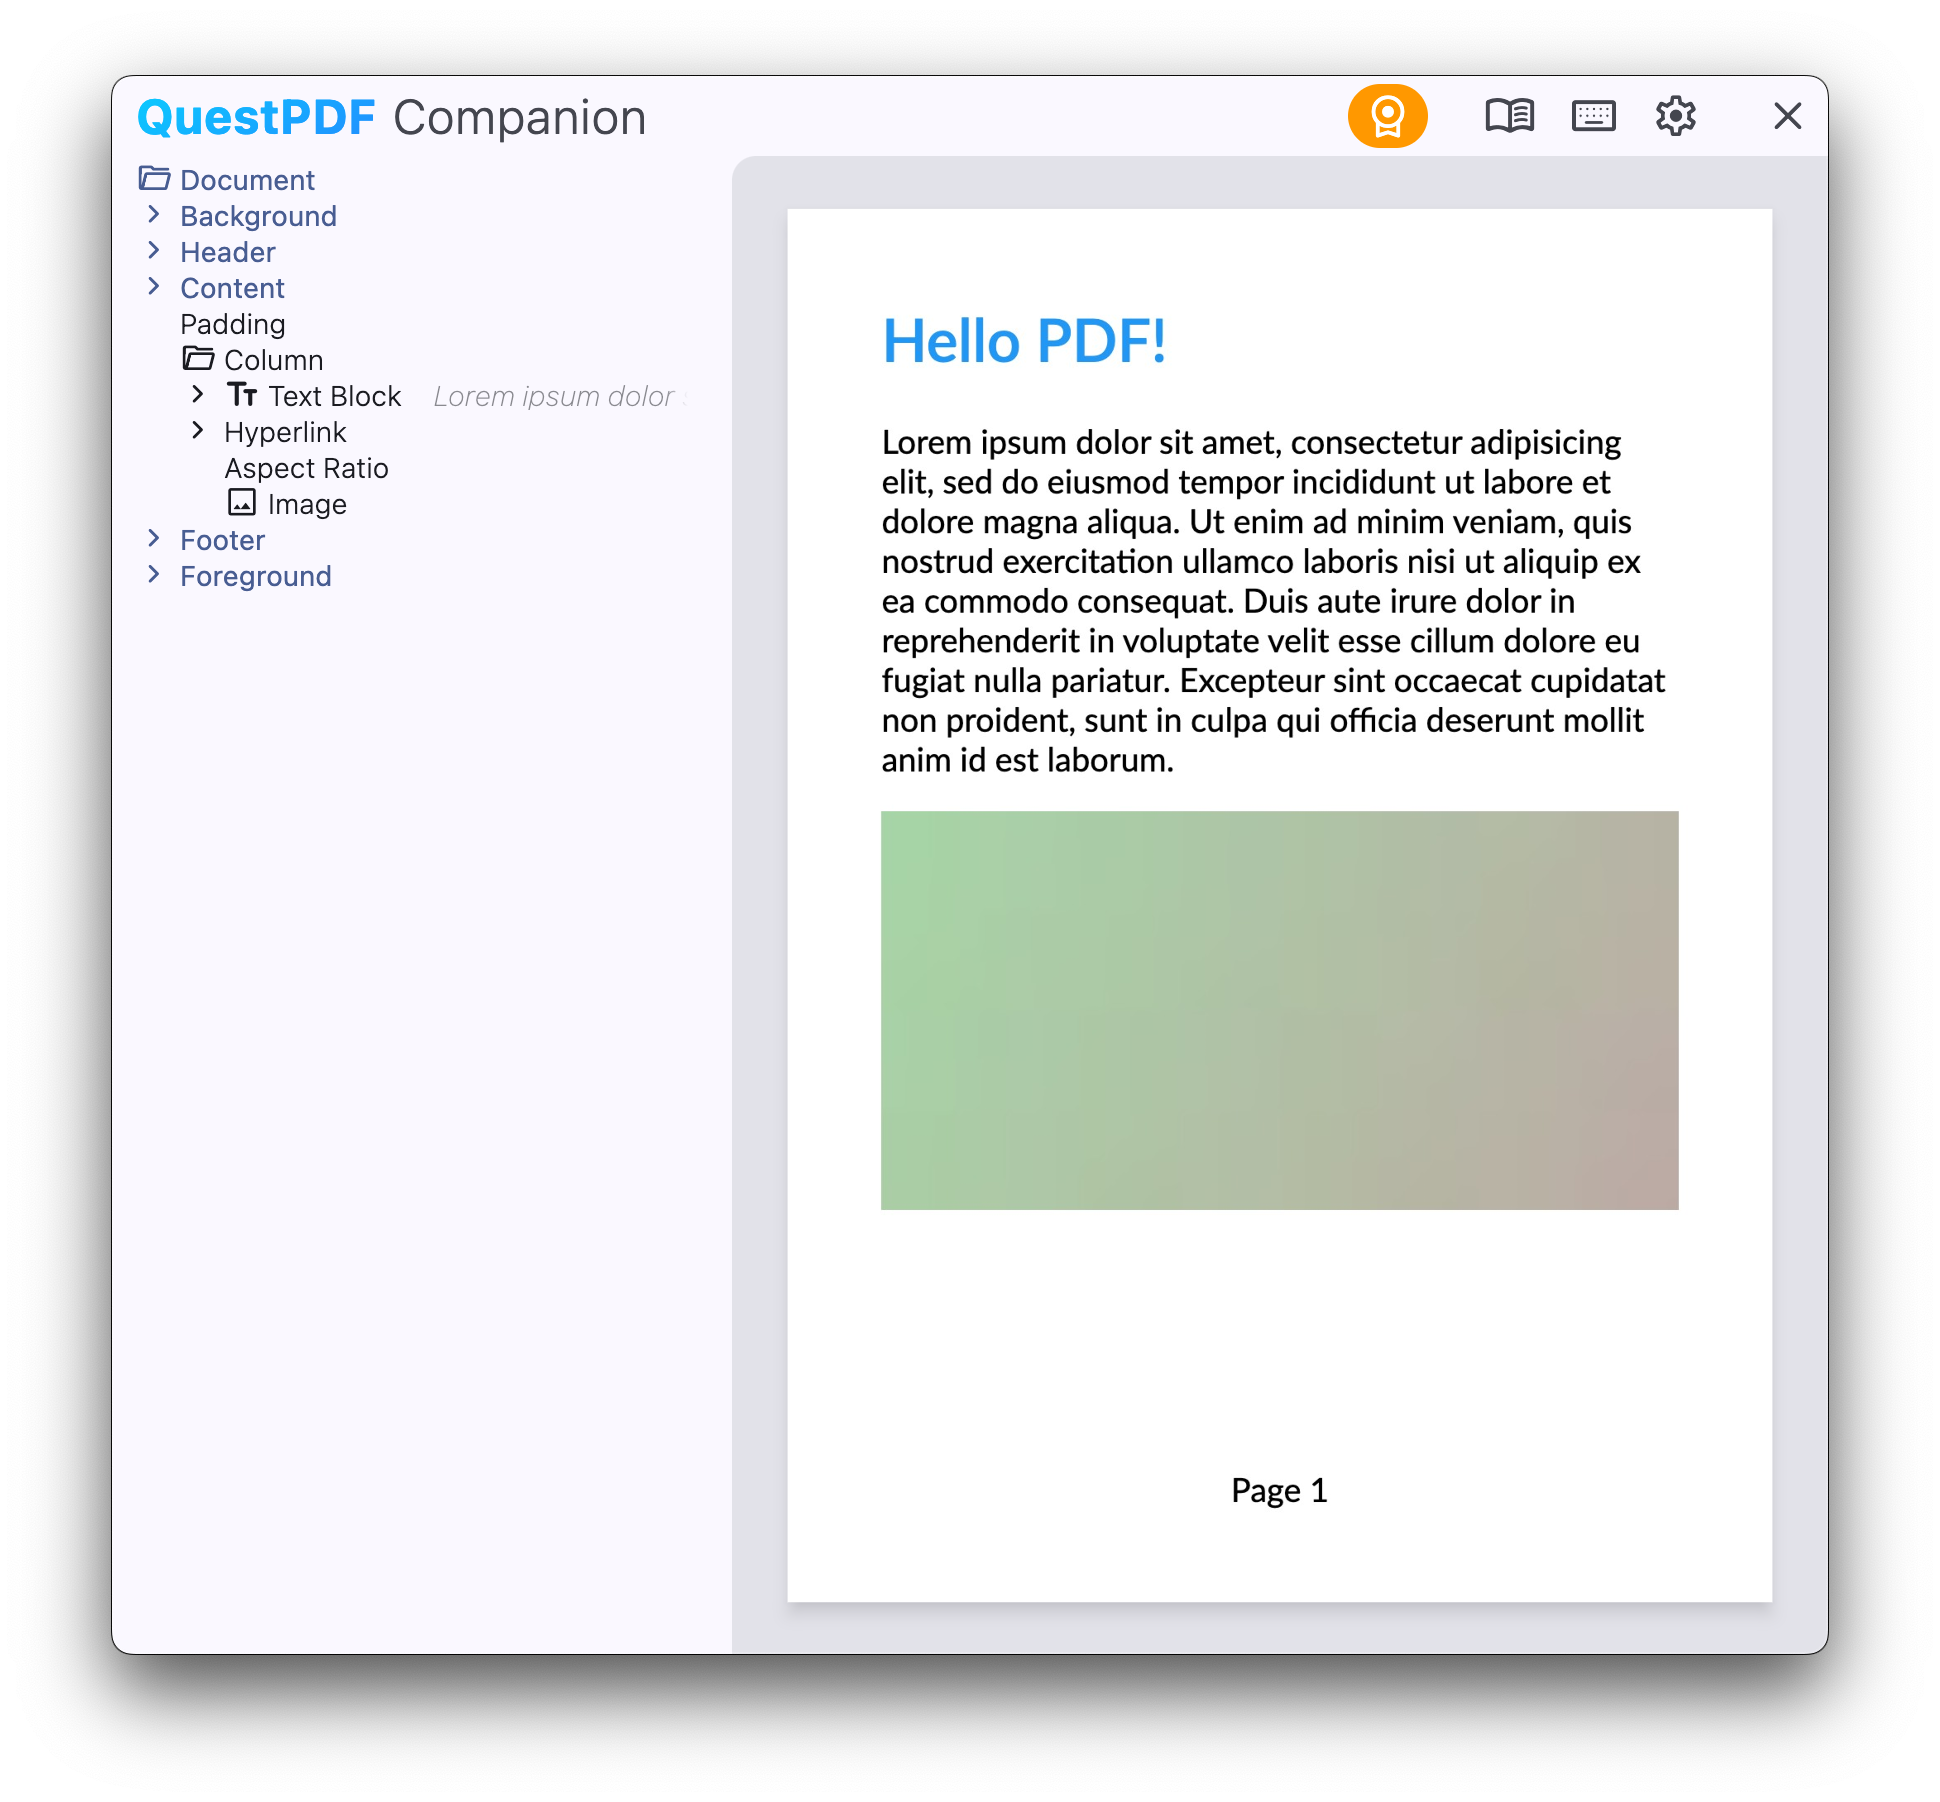 QuestPDF Companion
Document
Background
Header
Content
Padding
Column
Text Block Lorem ipsum dolor
Hyperlink
Aspect Ratio
Image
Footer
Foreground
Hello PDF!
Lorem ipsum dolor sit amet, consectetur adipisicing
elit, sed do eiusmod tempor incididunt ut labore et
dolore magna aliqua. Ut enim ad minim veniam, quis
nostrud exercitation ullamco laboris nisi ut aliquip ex
ea commodo consequat. Duis aute irure dolor in
reprehenderit in voluptate velit esse cillum dolore eu
fugiat nulla pariatur. Excepteur sint occaecat cupidatat
non proident, sunt in culpa qui officia deserunt mollit
anim id est laborum.
Page 1